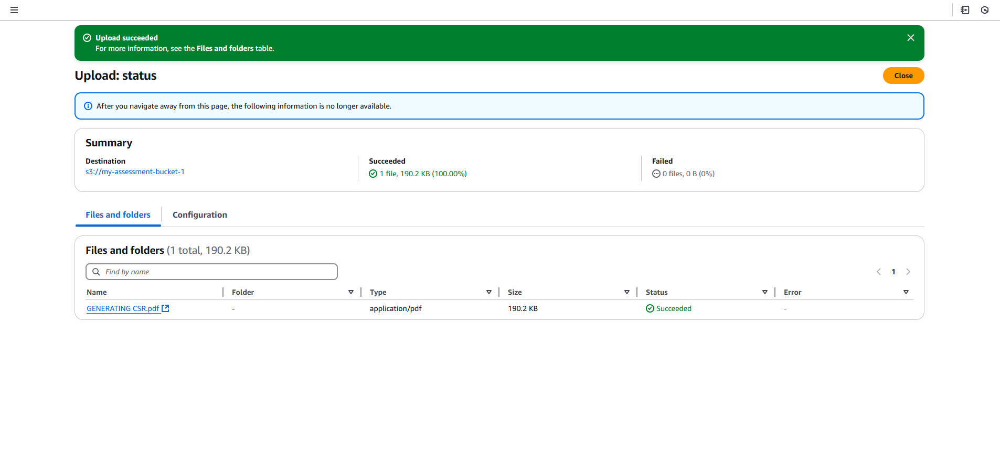 Upload succeeded
For more information, see the Files and folders table.
Upload: status
Close
After you navigate away from this page, the following information is no longer available.
Summary
Destination
s3://my-assessment-bucket-1
Succeeded
1 file, 190.2 KB (100.00%)
Failed
0 files, 0 B (0%)
Files and folders
Configuration
Files and folders (1 total, 190.2 KB)
Find by name
1
Name Folder Type Size Status Error
GENERATING CSR.pdf - application/pdf 190.2 KB Succeeded -